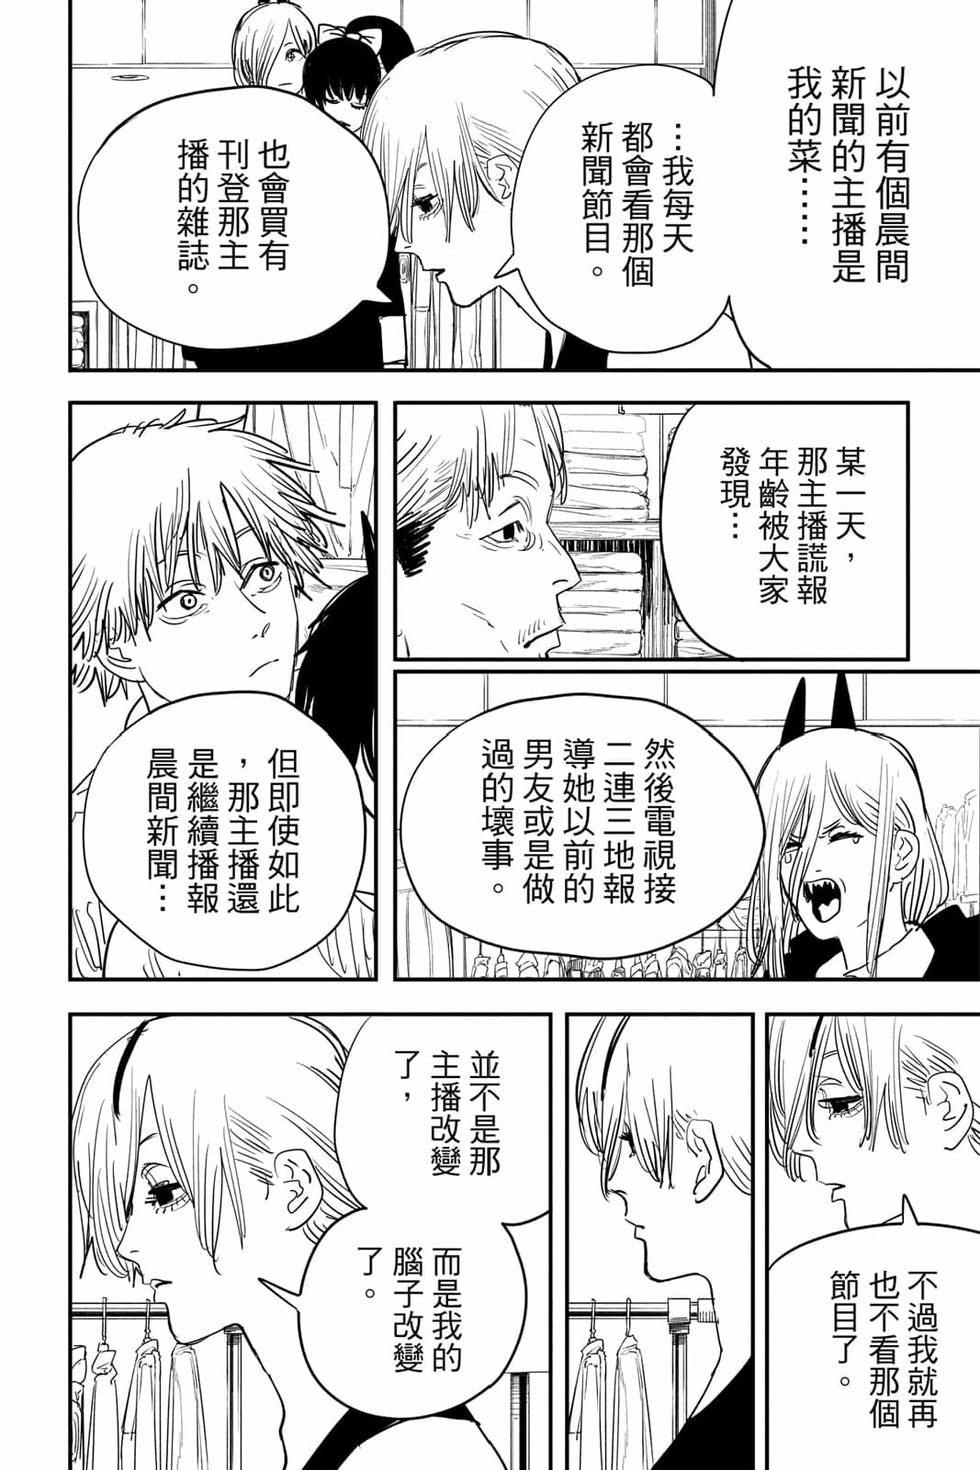 以前有個晨間
新聞的主播是
我的菜……
…我每天
都會看那個
新聞節目。
也會買有
刊登那主
播的雜誌。
某一天，
那主播謊報
年齡被大家
發現…
然後電視接
二連三地報
導她以前的
男友或是做
過的壞事。
但即使如此
，那主播還
是繼續播報
晨間新聞…
不過我就再
也不看那個
節目了。
並不是那
主播改變
了，
而是我的
腦子改變
了。